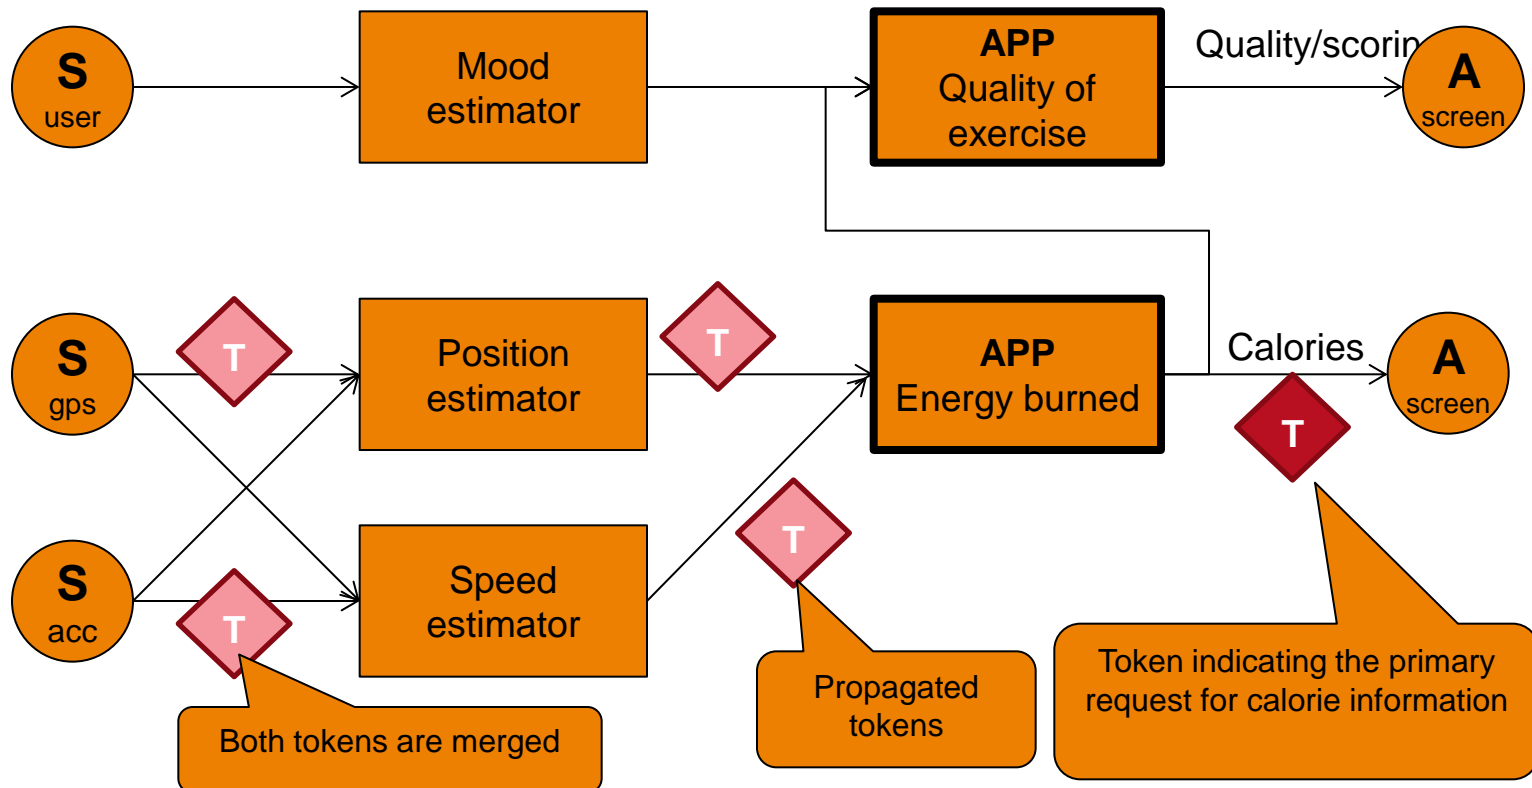 S
user
Mood
estimator
APP
Quality of
exercise
Quality/scorin
A
screen
T
T
S
gps
Position
estimator
APP
Energy burned
Calories
A
screen
T
S
acc
T
Speed
estimator
T
Both tokens are merged
Propagated
tokens
Token indicating the primary
request for calorie information